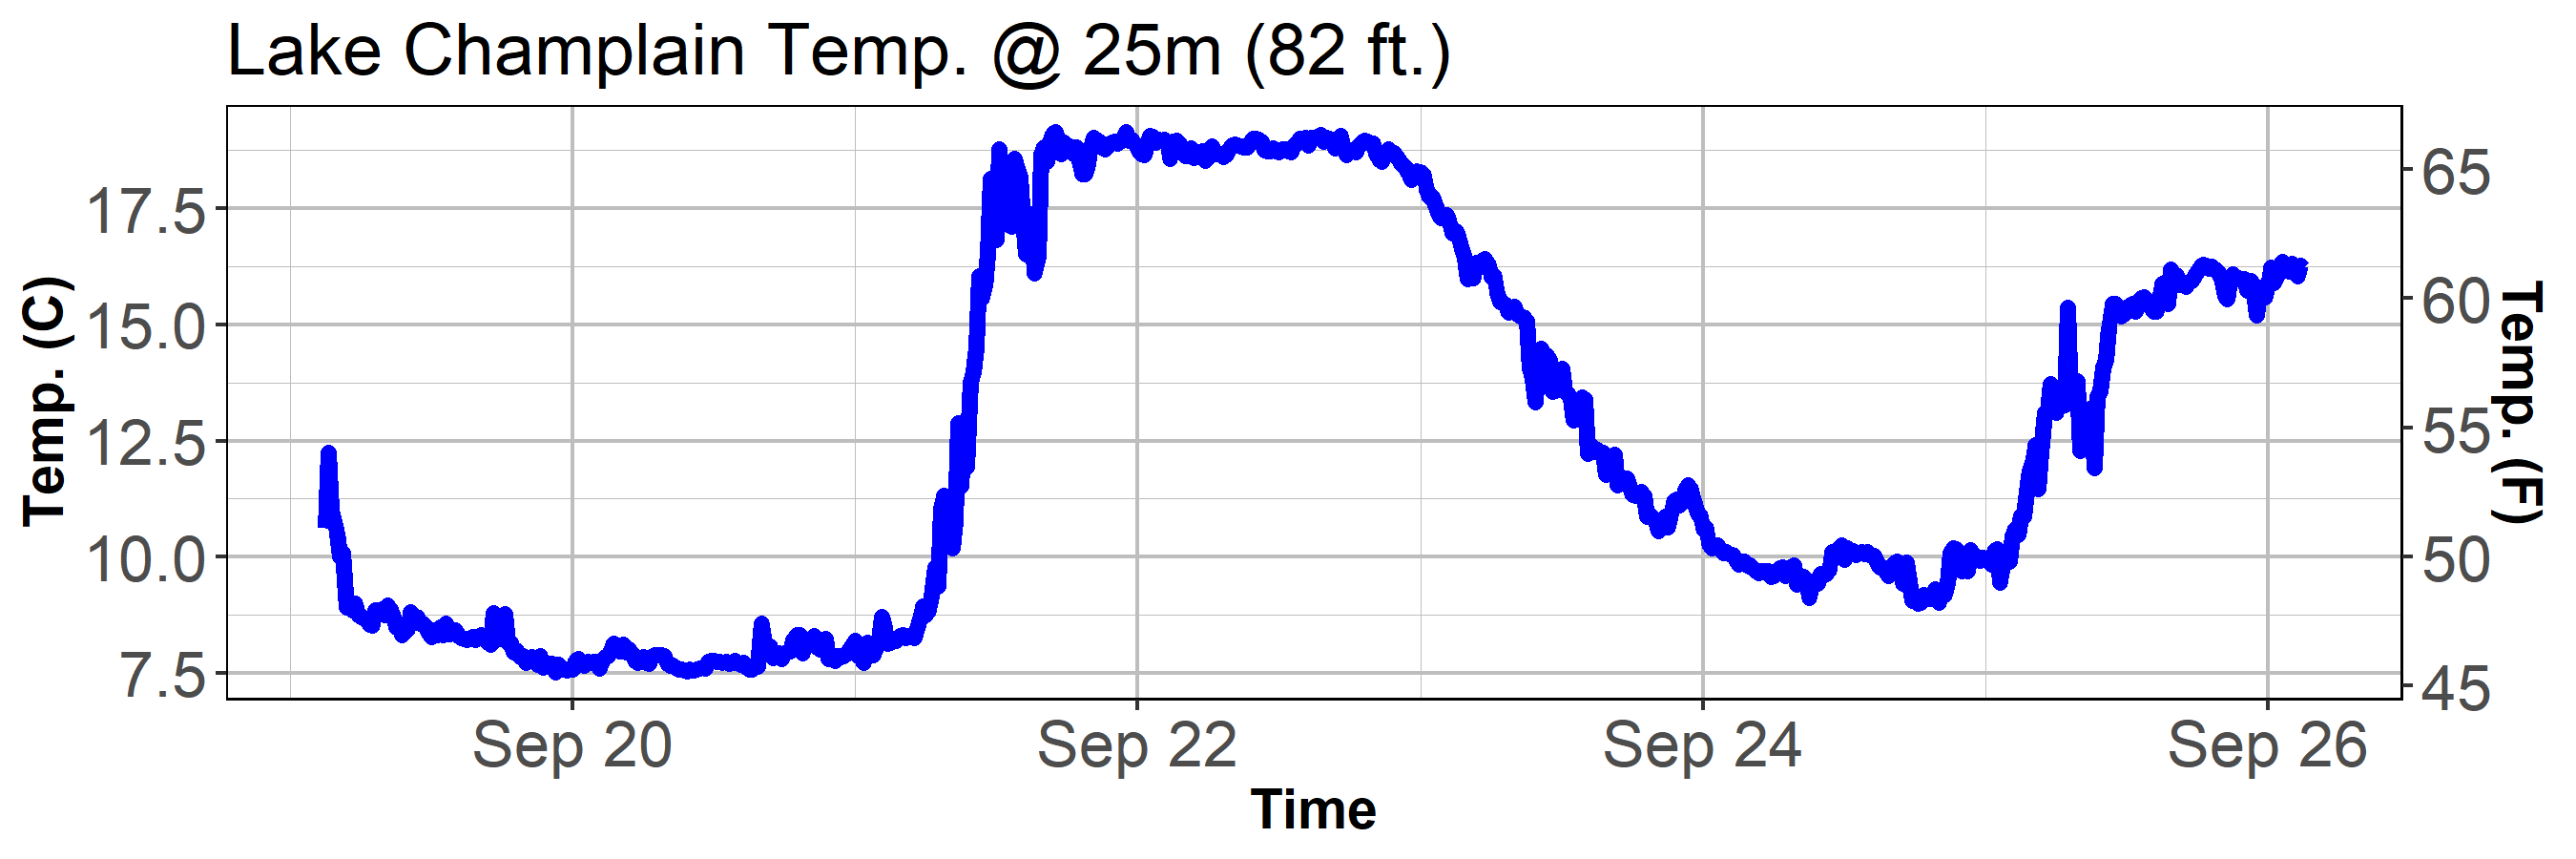 Lake Champlain Temp. @ 25m (82 ft.)
Temp. (C)
17.5
15.0
12.5
10.0
7.5
65
60
55
50
45
Temp. (F)
Sep 20 Sep 22 Sep 24 Sep 26
Time